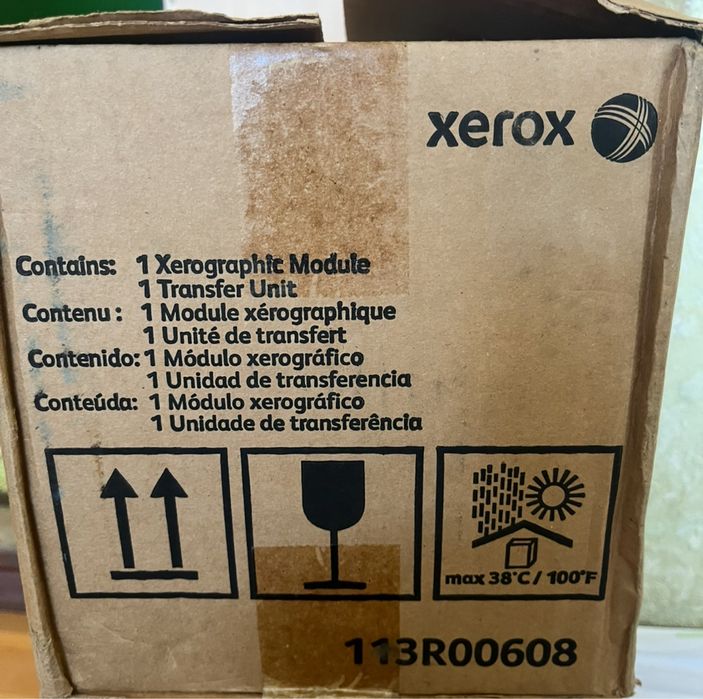 xerox
Contains: 1 Xerographic Module
1 Transfer Unit
Contenu : 1 Module xérographique
1 Unité de transfert
Contenido: 1 Módulo xerográfico
1 Unidad de transferencia
Conteúda: 1 Módulo xerográfico
1 Unidade de transferência
max 38°C / 100°F
113R00608